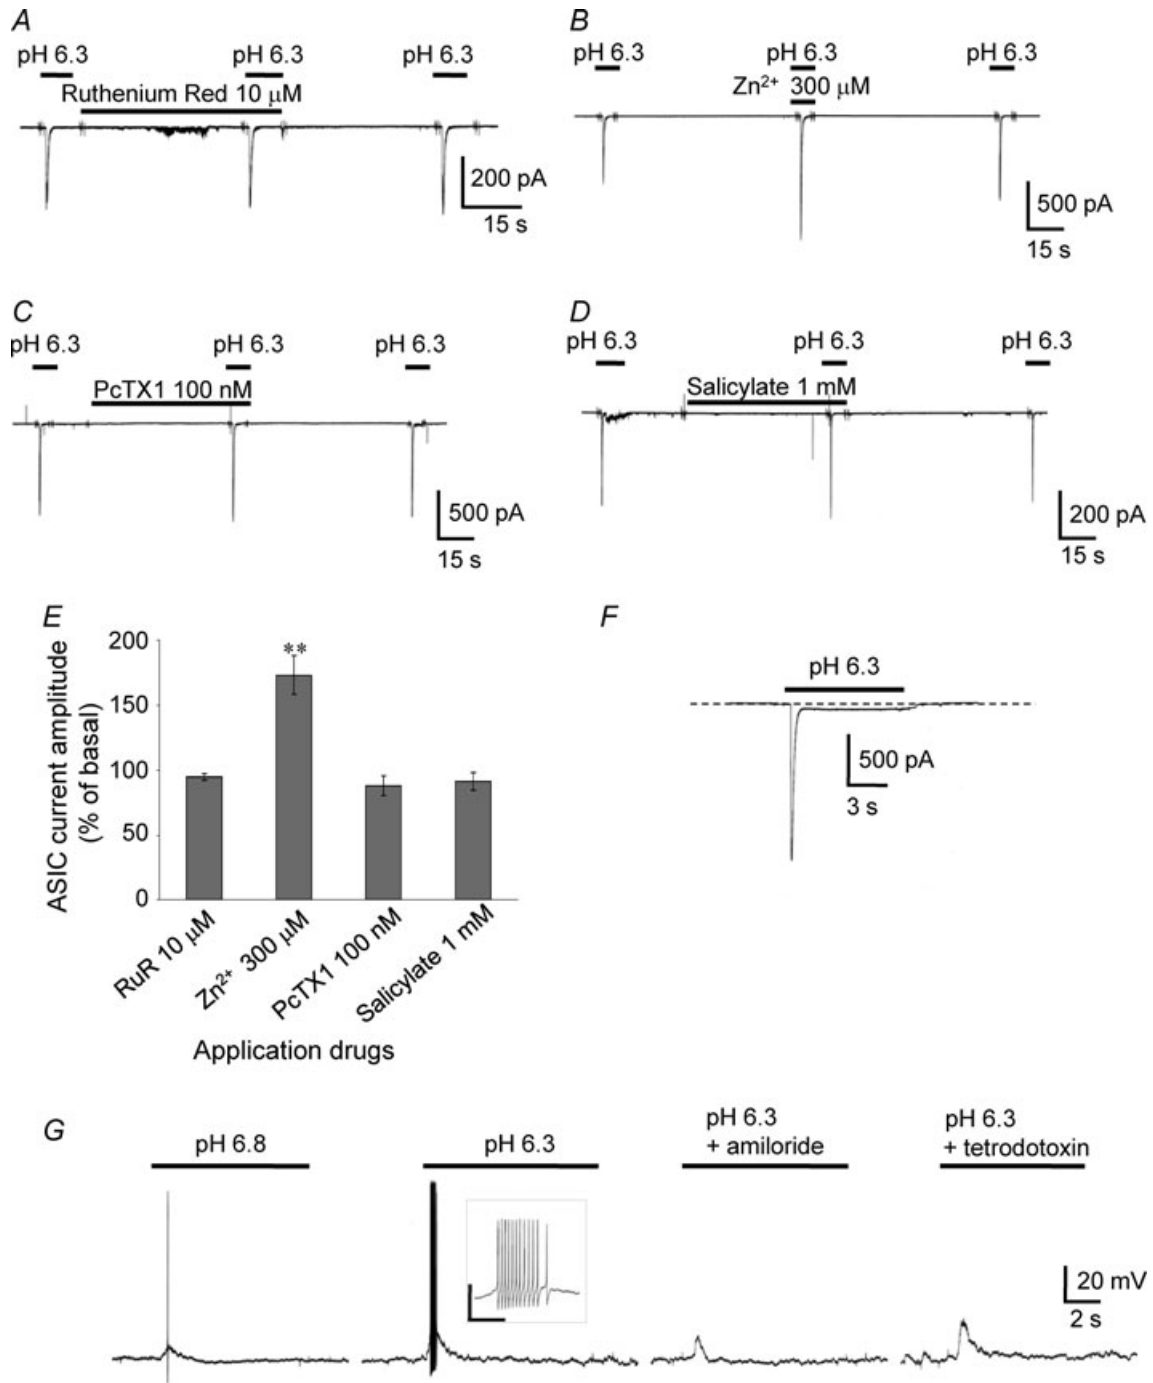 A
B
pH 6.3 pH 6.3 pH 6.3
pH 6.3 pH 6.3 pH 6.3
Ruthenium Red 10 μM
Zn2+ 300 μM
200 pA
15 s
500 pA
15 s
C
D
pH 6.3 pH 6.3 pH 6.3
pH 6.3 pH 6.3 pH 6.3
PcTX1 100 nM
Salicylate 1 mM
500 pA
15 s
200 pA
15 s
E
F
ASIC current amplitude
(% of basal)
200
150
100
50
0
**
RuR 10 μM
Zn2+ 300 μM
PcTX1 100 nM
Salicylate 1 mM
Application drugs
pH 6.3
500 pA
3 s
G
pH 6.8
pH 6.3
pH 6.3
+ amiloride
pH 6.3
+ tetrodotoxin
20 mV
2 s